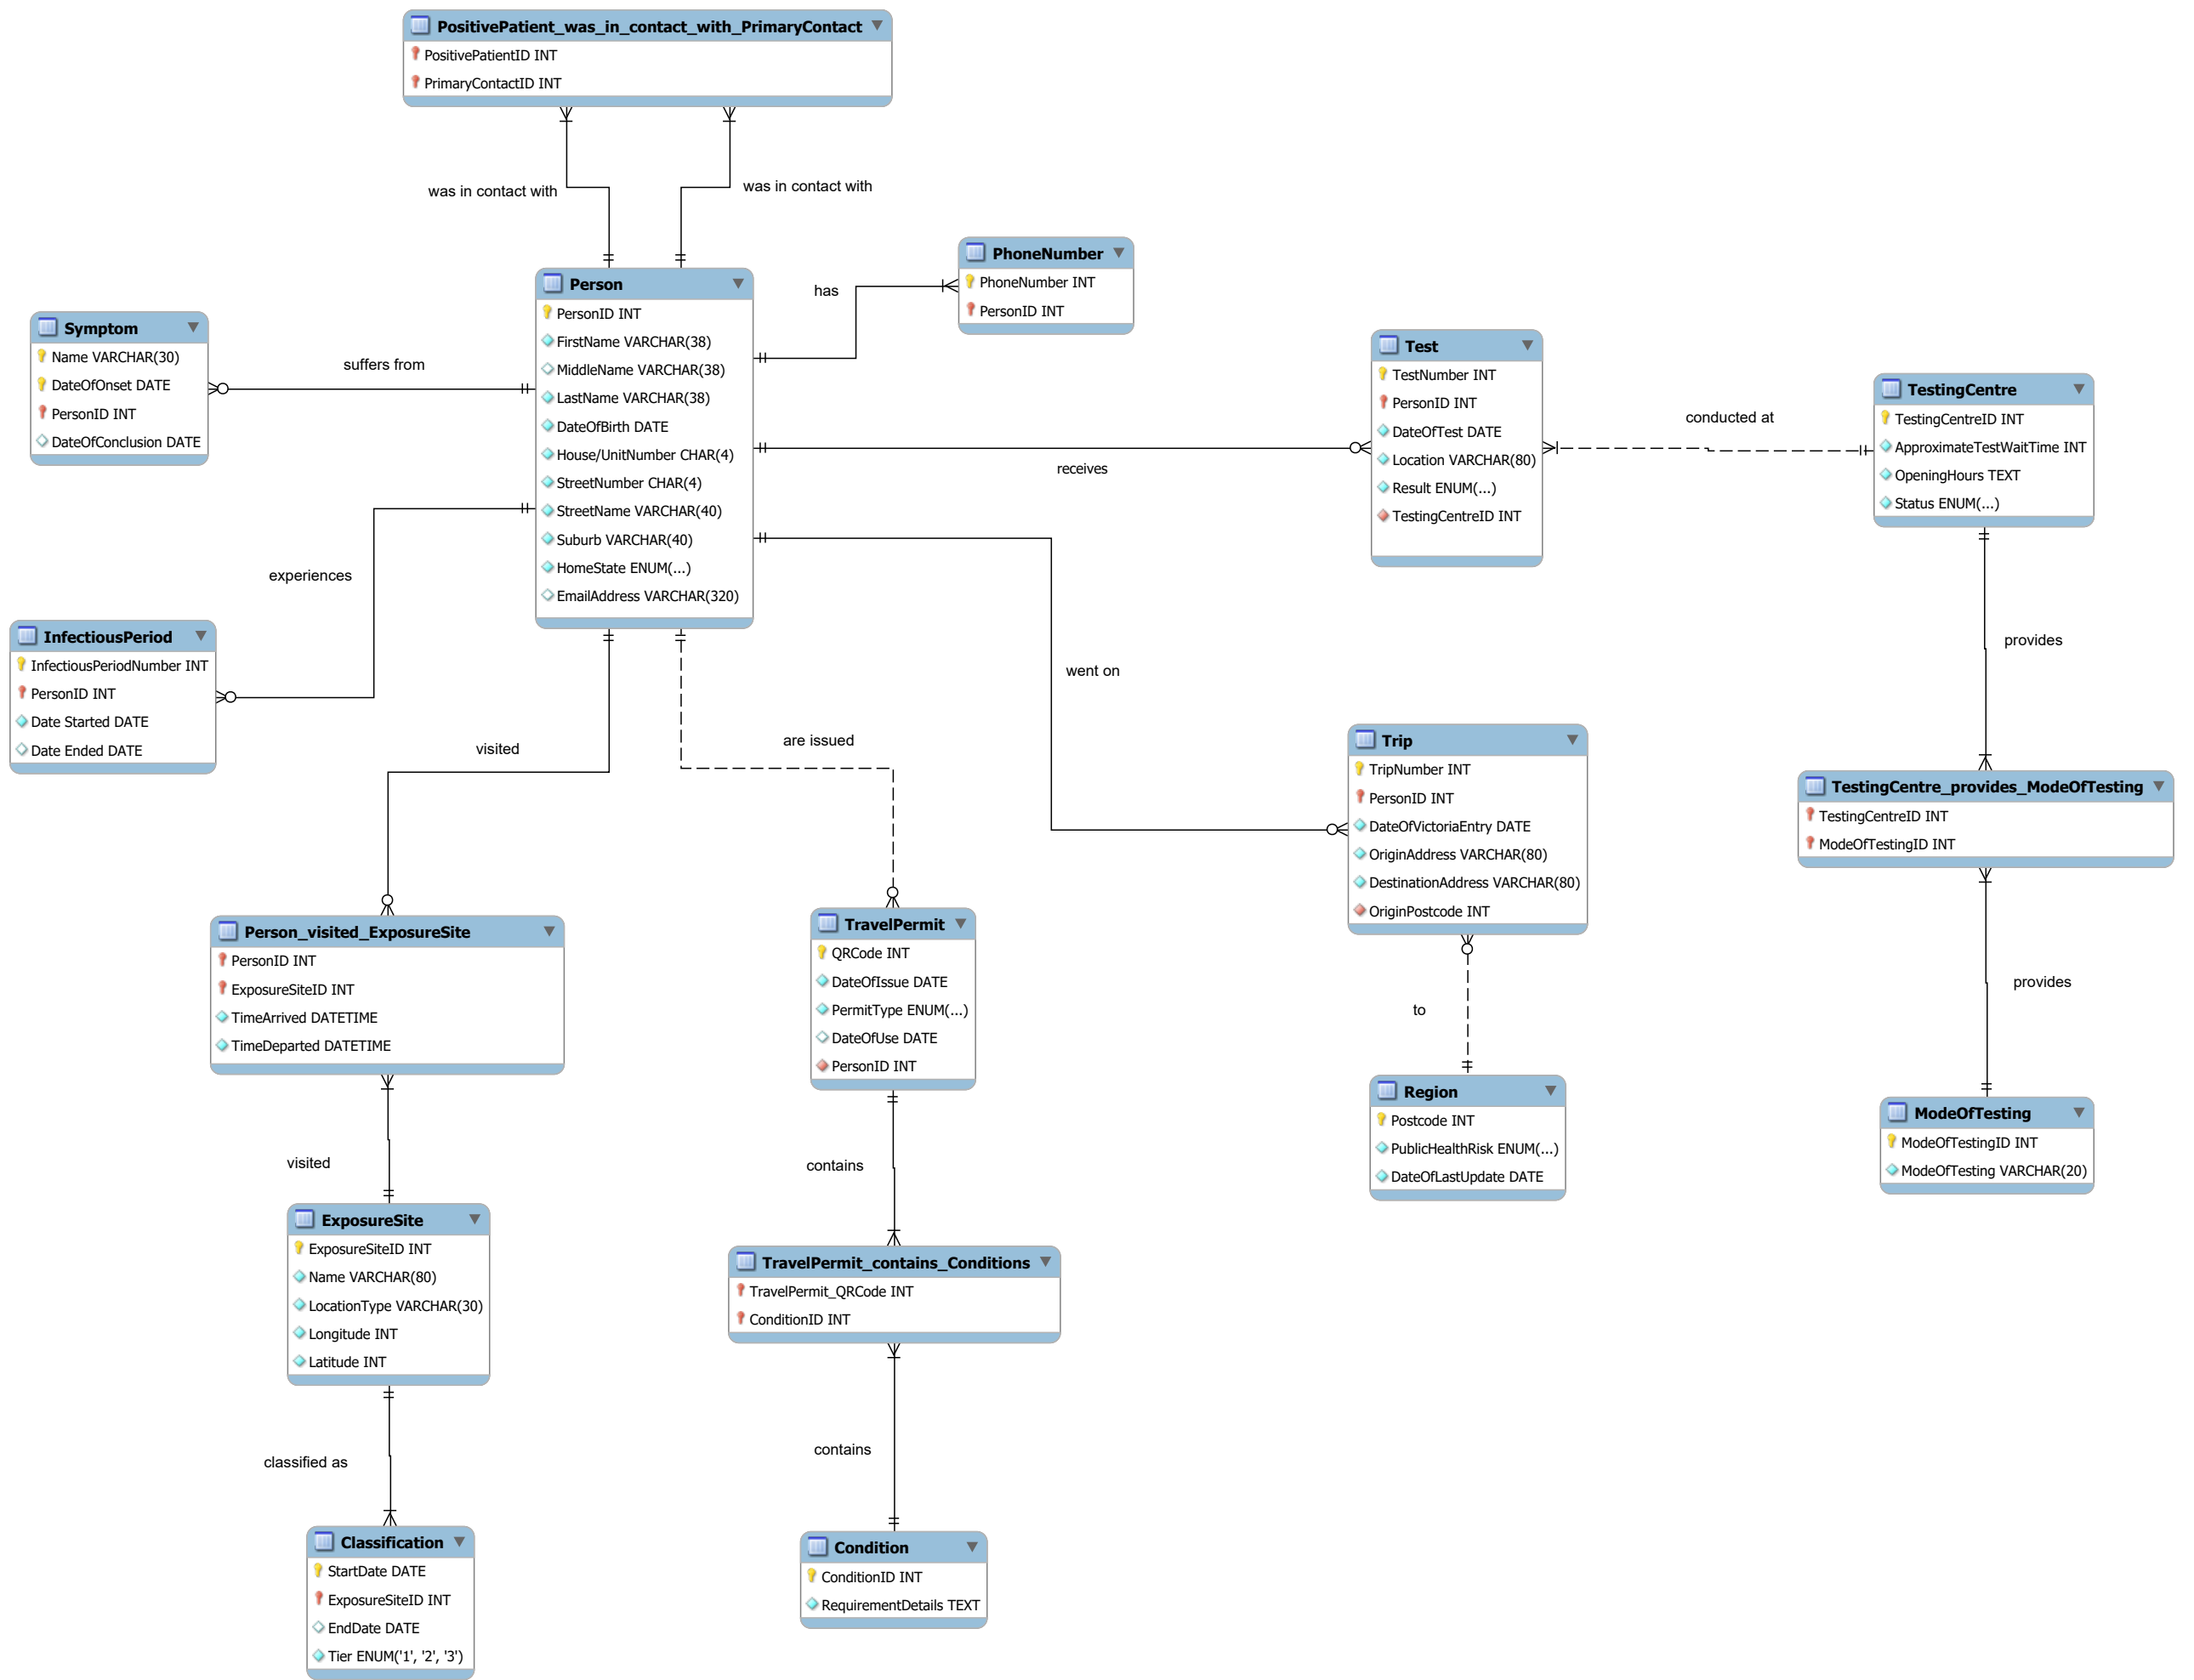 PositivePatient_was_in_contact_with_PrimaryContact
PositivePatientID INT
PrimaryContactID INT
was in contact with
was in contact with
PhoneNumber
PhoneNumber INT
PersonID INT
has
Person
PersonID INT
FirstName VARCHAR(38)
MiddleName VARCHAR(38)
LastName VARCHAR(38)
DateOfBirth DATE
House/UnitNumber CHAR(4)
StreetNumber CHAR(4)
StreetName VARCHAR(40)
Suburb VARCHAR(40)
HomeState ENUM(...)
EmailAddress VARCHAR(320)
Symptom
Name VARCHAR(30)
DateOfOnset DATE
PersonID INT
DateOfConclusion DATE
suffers from
Test
TestNumber INT
PersonID INT
DateOfTest DATE
Location VARCHAR(80)
Result ENUM(...)
TestingCentreID INT
receives
conducted at
TestingCentre
TestingCentreID INT
ApproximateTestWaitTime INT
OpeningHours TEXT
Status ENUM(...)
experiences
InfectiousPeriod
InfectiousPeriodNumber INT
PersonID INT
Date Started DATE
Date Ended DATE
visited
are issued
went on
provides
Trip
TripNumber INT
PersonID INT
DateOfVictoriaEntry DATE
OriginAddress VARCHAR(80)
DestinationAddress VARCHAR(80)
OriginPostcode INT
TestingCentre_provides_ModeOfTesting
TestingCentreID INT
ModeOfTestingID INT
Person_visited_ExposureSite
PersonID INT
ExposureSiteID INT
TimeArrived DATETIME
TimeDeparted DATETIME
TravelPermit
QRCode INT
DateOfIssue DATE
PermitType ENUM(...)
DateOfUse DATE
PersonID INT
to
provides
Region
Postcode INT
PublicHealthRisk ENUM(...)
DateOfLastUpdate DATE
ModeOfTesting
ModeOfTestingID INT
ModeOfTesting VARCHAR(20)
visited
contains
ExposureSite
ExposureSiteID INT
Name VARCHAR(80)
LocationType VARCHAR(30)
Longitude INT
Latitude INT
TravelPermit_contains_Conditions
TravelPermit_QRCode INT
ConditionID INT
classified as
contains
Classification
StartDate DATE
ExposureSiteID INT
EndDate DATE
Tier ENUM('1', '2', '3')
Condition
ConditionID INT
RequirementDetails TEXT